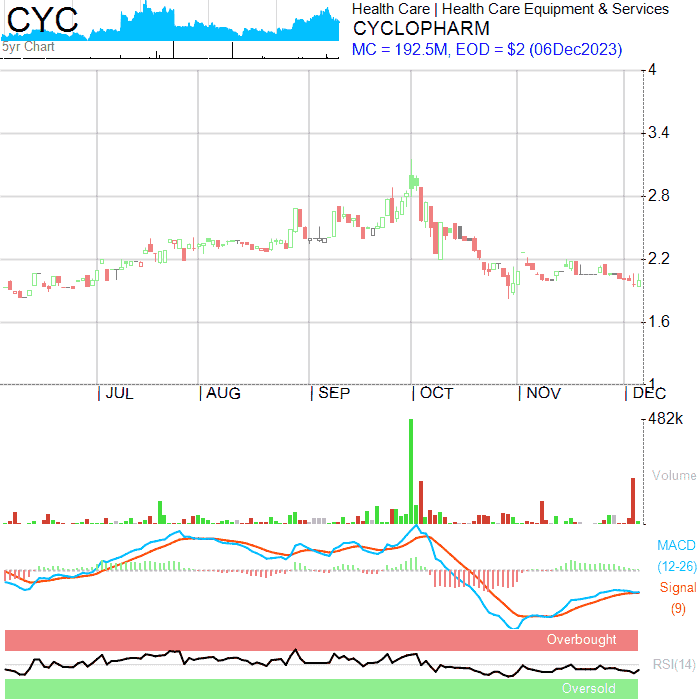 CYC
5yr Chart
Health Care | Health Care Equipment & Services
CYCLOPHARM
MC = 192.5M, EOD = $2 (06Dec2023)
4
3.4
2.8
2.2
1.6
1
JUL
AUG
SEP
OCT
NOV
DEC
482k
Volume
MACD
(12-26)
Signal
(9)
Overbought
RSI(14)
Oversold